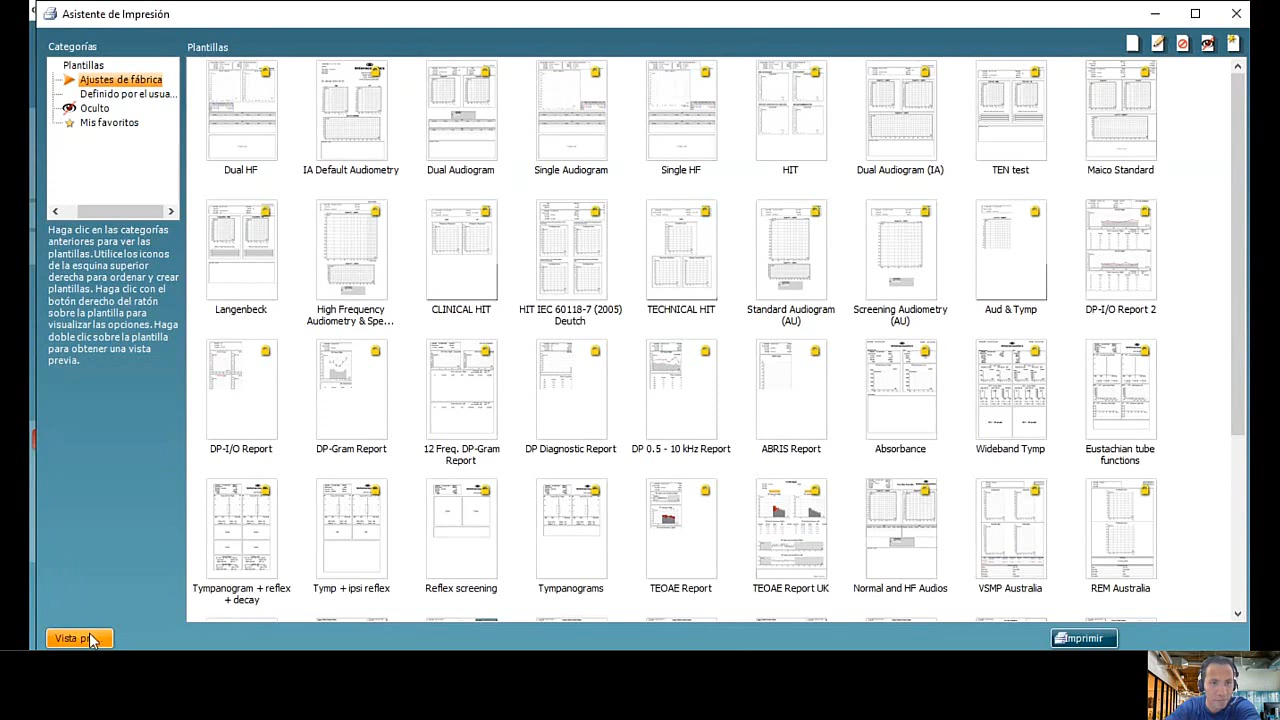 Asistente de Impresión
Categorías
Plantillas
Ajustes de fábrica
Definido por el usua...
Oculto
Mis favoritos
Haga clic en las categorías
anteriores para ver las
plantillas.Utilice los iconos
de la esquina superior
derecha para ordenar y crear
plantillas. Haga clic con el
botón derecho del ratón
sobre la plantilla para
visualizar las opciones. Haga
doble clic sobre la plantilla
para obtener una vista
previa.
Plantillas
Dual HF
IA Default Audiometry
Dual Audiogram
Single Audiogram
Single HF
HIT
Dual Audiogram (IA)
TEN test
Maico Standard
Langenbeck
High Frequency
Audiometry & Spe...
CLINICAL HIT
HIT IEC 60118-7 (2005)
Deutch
TECHNICAL HIT
Standard Audiogram
(AU)
Screening Audiometry
(AU)
Aud & Tymp
DP-I/O Report 2
DP-I/O Report
DP-Gram Report
12 Freq. DP-Gram
Report
DP Diagnostic Report
DP 0.5 - 10 kHz Report
ABRIS Report
Absorbance
Wideband Tymp
Eustachian tube
functions
Tympanogram + reflex
+ decay
Tymp + ipsi reflex
Reflex screening
Tympanograms
TEOAE Report
TEOAE Report UK
Normal and HF Audios
VSMP Australia
REM Australia
Vista
Imprimir